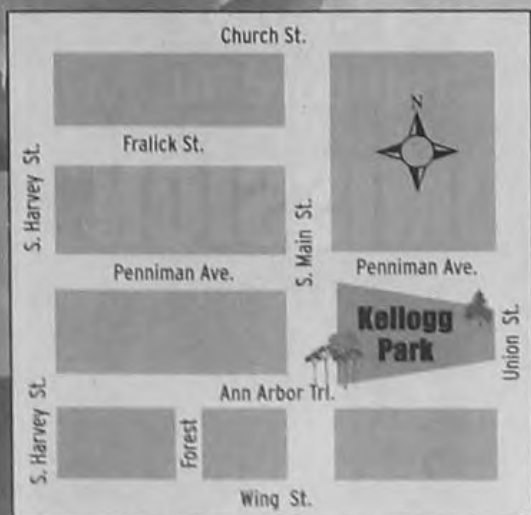 Church St.
N
Fralick St.
S. Harvey St.
S. Main St.
Penniman Ave.
Penniman Ave.
Kellogg
Park
Union St.
Ann Arbor Trl.
S. Harvey St.
Forest
Wing St.